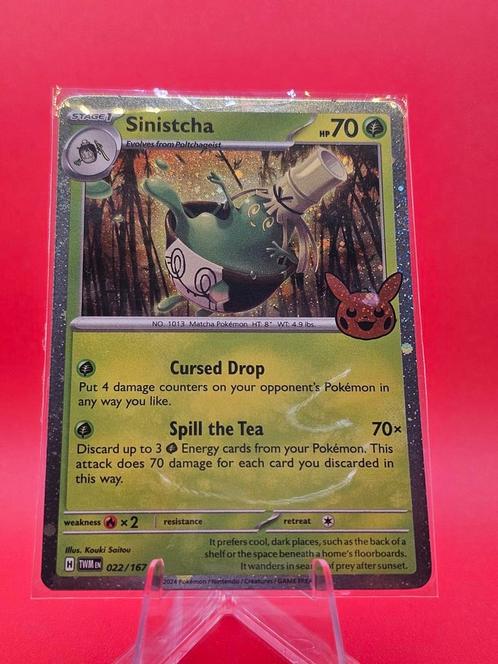 STAGE 1
Sinistcha
HP 70
Evolves from Poltchageist
NO. 1013 Matcha Pokémon HT: 8" WT: 4.9 lbs.
Cursed Drop
Put 4 damage counters on your opponent's Pokémon in
any way you like.
Spill the Tea 70×
Discard up to 3 Energy cards from your Pokémon. This
attack does 70 damage for each card you discarded in
this way.
weakness ×2 resistance retreat
Illus. Kouki Saitou
H TWM EN 022/167
It prefers cool, dark places, such as the back of a
shelf or the space beneath a home's floorboards.
It wanders in search of prey after sunset.
2024 Pokémon / Nintendo / Creatures / GAME FREAK